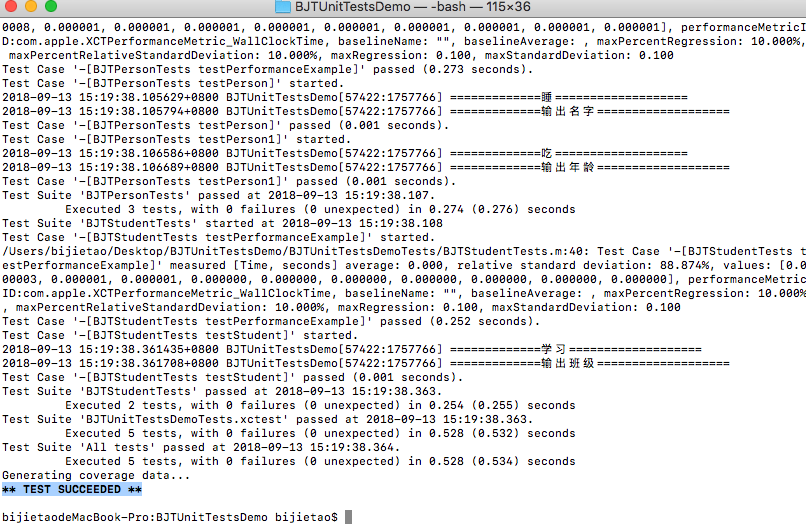 BJTUnitTestsDemo — -bash — 115×36
0008, 0.000001, 0.000001, 0.000001, 0.000001, 0.000001, 0.000001, 0.000001, 0.000001], performanceMetricI
D:com.apple.XCTPerformanceMetric_WallClockTime, baselineName: "", baselineAverage: , maxPercentRegression: 10.000%,
 maxPercentRelativeStandardDeviation: 10.000%, maxRegression: 0.100, maxStandardDeviation: 0.100
Test Case '-[BJTPersonTests testPerformanceExample]' passed (0.273 seconds).
Test Case '-[BJTPersonTests testPerson]' started.
2018-09-13 15:19:38.105629+0800 BJTUnitTestsDemo[57422:1757766] =============睡===================
2018-09-13 15:19:38.105794+0800 BJTUnitTestsDemo[57422:1757766] =============输出名字===================
Test Case '-[BJTPersonTests testPerson]' passed (0.001 seconds).
Test Case '-[BJTPersonTests testPerson1]' started.
2018-09-13 15:19:38.106586+0800 BJTUnitTestsDemo[57422:1757766] =============吃===================
2018-09-13 15:19:38.106689+0800 BJTUnitTestsDemo[57422:1757766] =============输出年龄===================
Test Case '-[BJTPersonTests testPerson1]' passed (0.001 seconds).
Test Suite 'BJTPersonTests' passed at 2018-09-13 15:19:38.107.
         Executed 3 tests, with 0 failures (0 unexpected) in 0.274 (0.276) seconds
Test Suite 'BJTStudentTests' started at 2018-09-13 15:19:38.108
Test Case '-[BJTStudentTests testPerformanceExample]' started.
/Users/bijietao/Desktop/BJTUnitTestsDemo/BJTUnitTestsDemoTests/BJTStudentTests.m:40: Test Case '-[BJTStudentTests t
estPerformanceExample]' measured [Time, seconds] average: 0.000, relative standard deviation: 88.874%, values: [0.0
00003, 0.000001, 0.000001, 0.000000, 0.000000, 0.000000, 0.000000, 0.000000, 0.000000, 0.000000], performanceMetric
ID:com.apple.XCTPerformanceMetric_WallClockTime, baselineName: "", baselineAverage: , maxPercentRegression: 10.000%
, maxPercentRelativeStandardDeviation: 10.000%, maxRegression: 0.100, maxStandardDeviation: 0.100
Test Case '-[BJTStudentTests testPerformanceExample]' passed (0.252 seconds).
Test Case '-[BJTStudentTests testStudent]' started.
2018-09-13 15:19:38.361435+0800 BJTUnitTestsDemo[57422:1757766] =============学习===================
2018-09-13 15:19:38.361708+0800 BJTUnitTestsDemo[57422:1757766] =============输出班级===================
Test Case '-[BJTStudentTests testStudent]' passed (0.001 seconds).
Test Suite 'BJTStudentTests' passed at 2018-09-13 15:19:38.363.
         Executed 2 tests, with 0 failures (0 unexpected) in 0.254 (0.255) seconds
Test Suite 'BJTUnitTestsDemoTests.xctest' passed at 2018-09-13 15:19:38.363.
         Executed 5 tests, with 0 failures (0 unexpected) in 0.528 (0.532) seconds
Test Suite 'All tests' passed at 2018-09-13 15:19:38.364.
         Executed 5 tests, with 0 failures (0 unexpected) in 0.528 (0.534) seconds
Generating coverage data...
** TEST SUCCEEDED **
bijietaodeMacBook-Pro:BJTUnitTestsDemo bijietao$